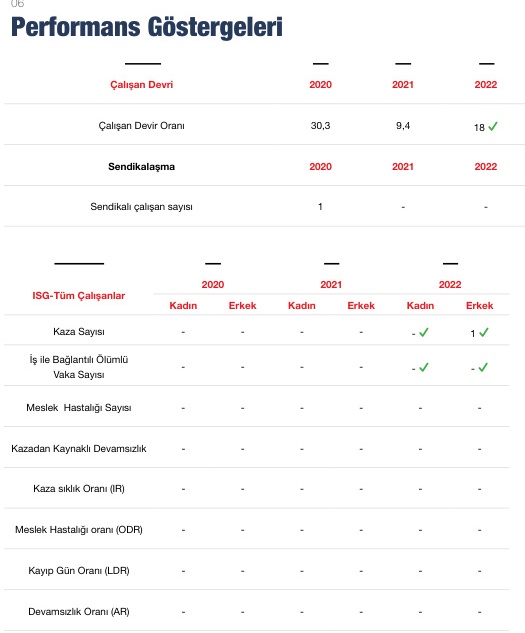 06
Performans Göstergeleri
Çalışan Devri 2020 2021 2022
Çalışan Devir Oranı 30,3 9,4 18 ✓
Sendikalaşma 2020 2021 2022
Sendikalı çalışan sayısı 1 - -
ISG-Tüm Çalışanlar 2020 2021 2022
Kadın Erkek Kadın Erkek Kadın Erkek
Kaza Sayısı - - - - - ✓ 1 ✓
İş ile Bağlantılı Ölümlü
Vaka Sayısı - - - - - ✓ - ✓
Meslek Hastalığı Sayısı - - - - - -
Kazadan Kaynaklı Devamsızlık - - - - - -
Kaza sıklık Oranı (IR) - - - - - -
Meslek Hastalığı oranı (ODR) - - - - - -
Kayıp Gün Oranı (LDR) - - - - - -
Devamsızlık Oranı (AR) - - - - - -